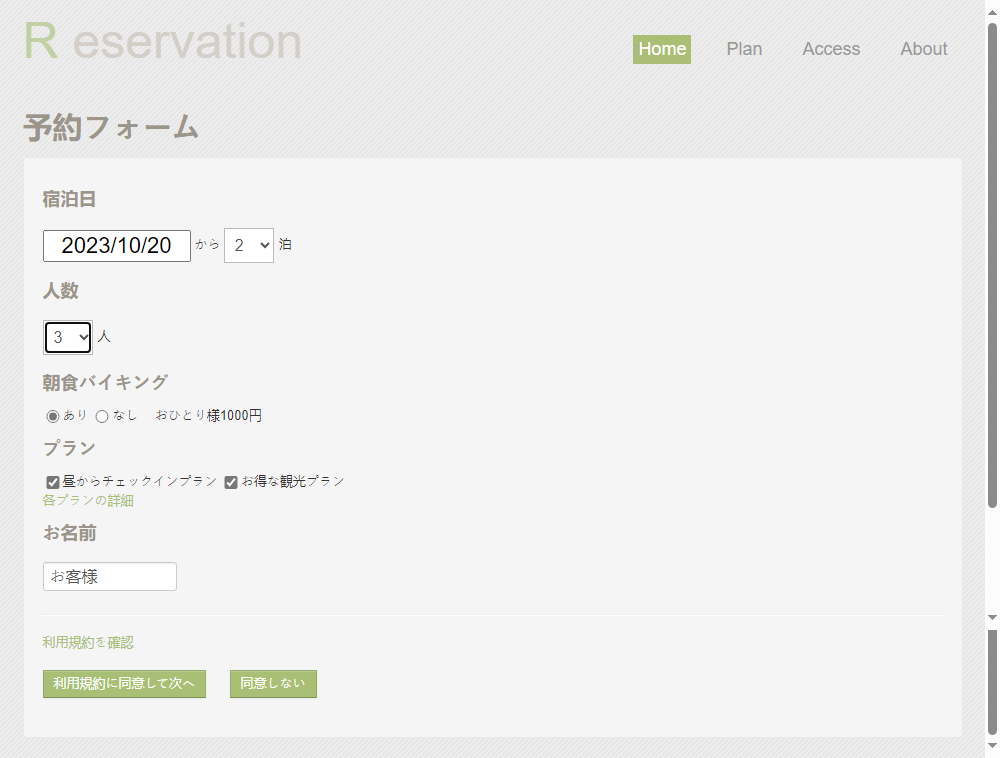 R eservation
Home Plan Access About
予約フォーム
宿泊日
2023/10/20 から 2 泊
人数
3 人
朝食バイキング
あり なし おひとり様1000円
プラン
昼からチェックインプラン お得な観光プラン
各プランの詳細
お名前
お客様
利用規約を確認
利用規約に同意して次へ 同意しない